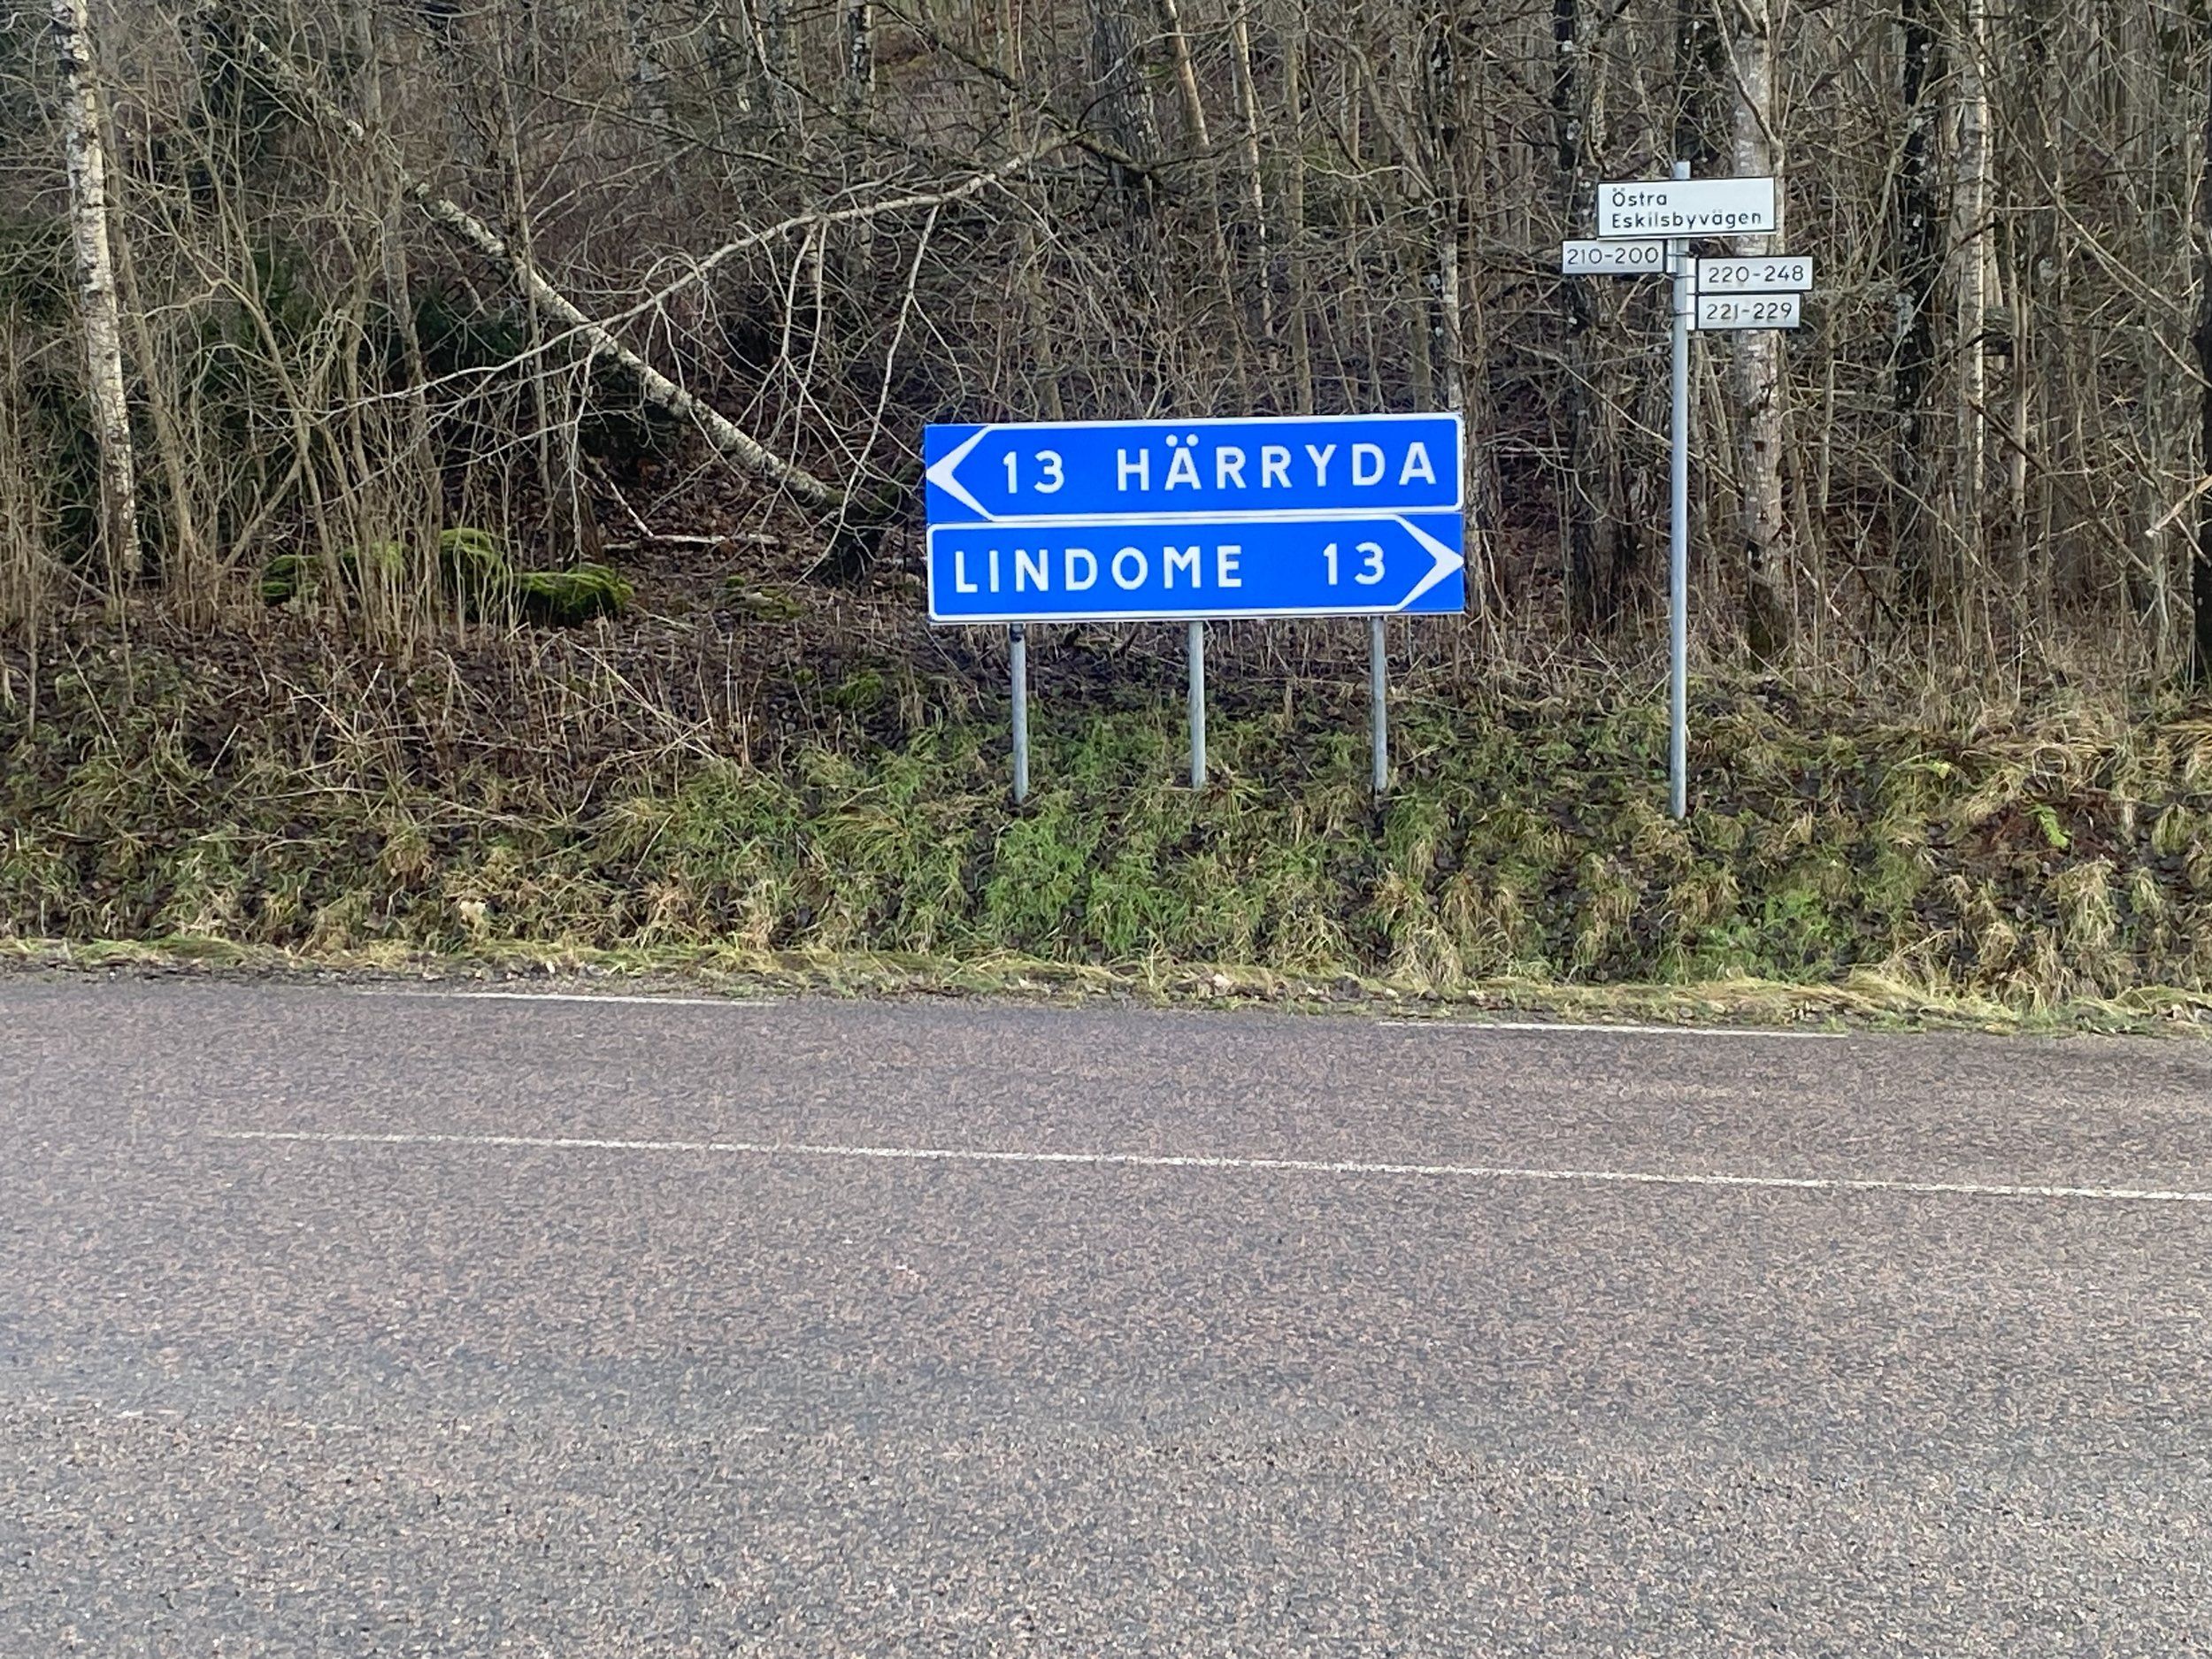 Östra
Eskilsbyvägen
210-200
220-248
221-229
13 HÄRRYDA
LINDOME 13